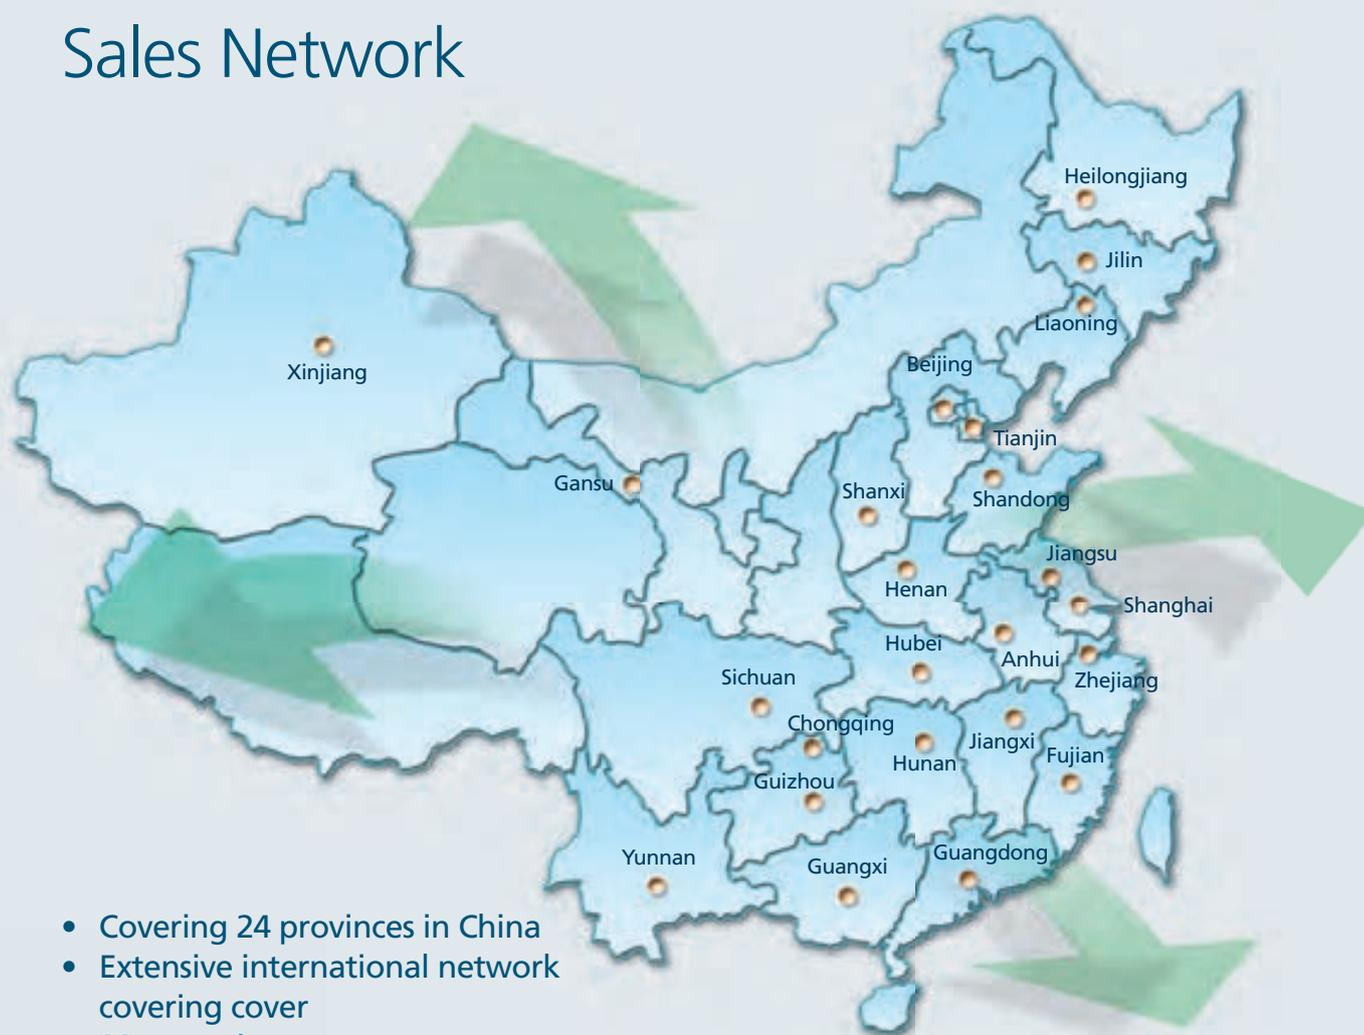 Sales Network
Heilongjiang
Jilin
Liaoning
Beijing
Xinjiang
Tianjin
Gansu
Shanxi
Shandong
Jiangsu
Henan
Shanghai
Hubei
Anhui
Sichuan
Zhejiang
Chongqing
Jiangxi
Hunan
Fujian
Guizhou
Yunnan
Guangxi
Guangdong
• Covering 24 provinces in China
• Extensive international network
covering cover